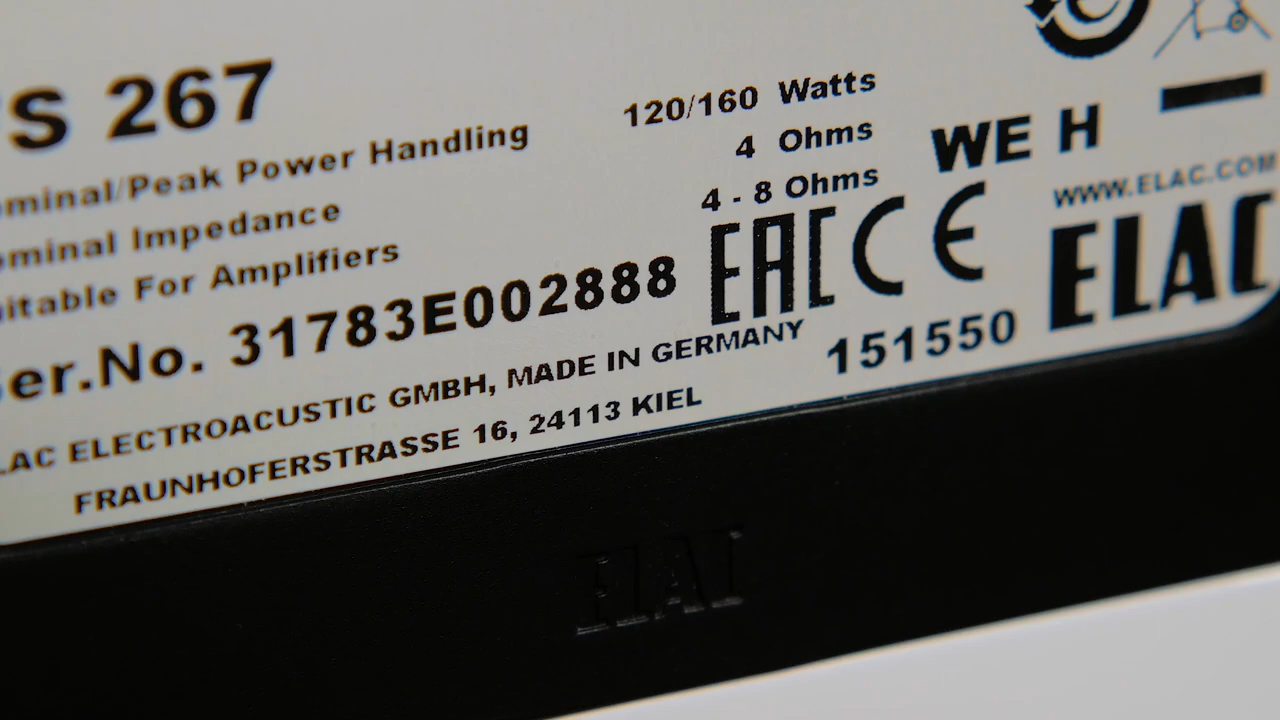 S 267
minal/Peak Power Handling 120/160 Watts
minal Impedance 4 Ohms
itable For Amplifiers 4 - 8 Ohms
er.No. 31783E002888
EAC CE
WE H
WWW.ELAC.COM
ELAC
151550
LAC ELECTROACUSTIC GMBH, MADE IN GERMANY
FRAUNHOFERSTRASSE 16, 24113 KIEL
ELAC